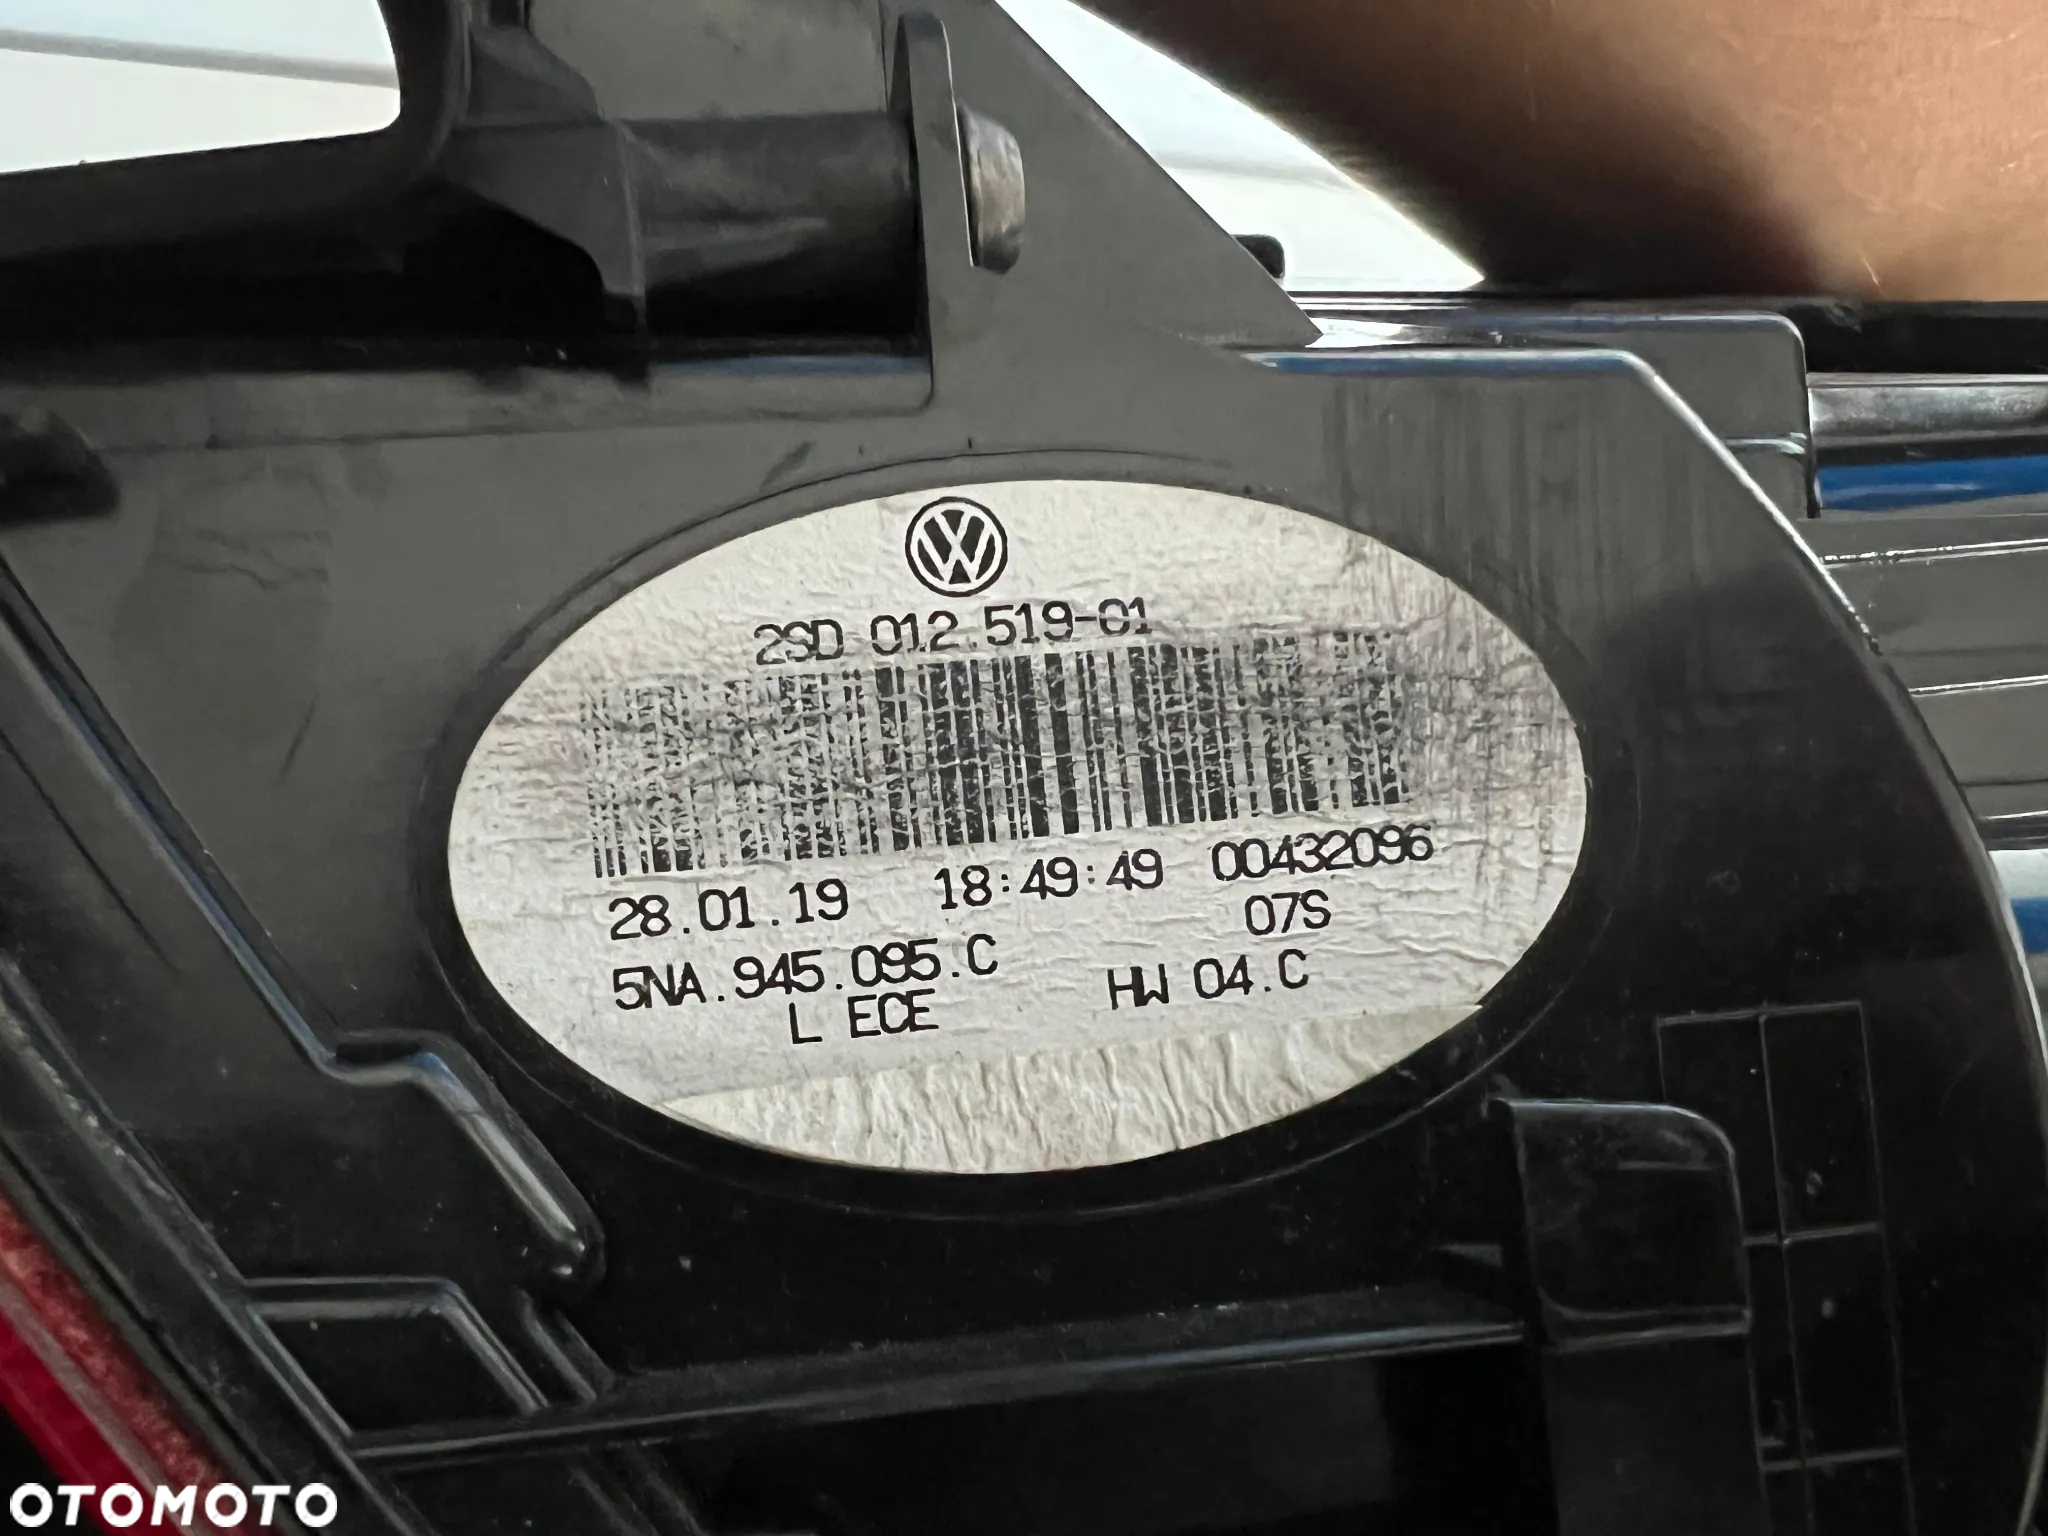 2SD 012.519-01
28.01.19 18:49:49 00432096
07S
5NA.945.095.C HW 04.C
L ECE
OTOMOTO